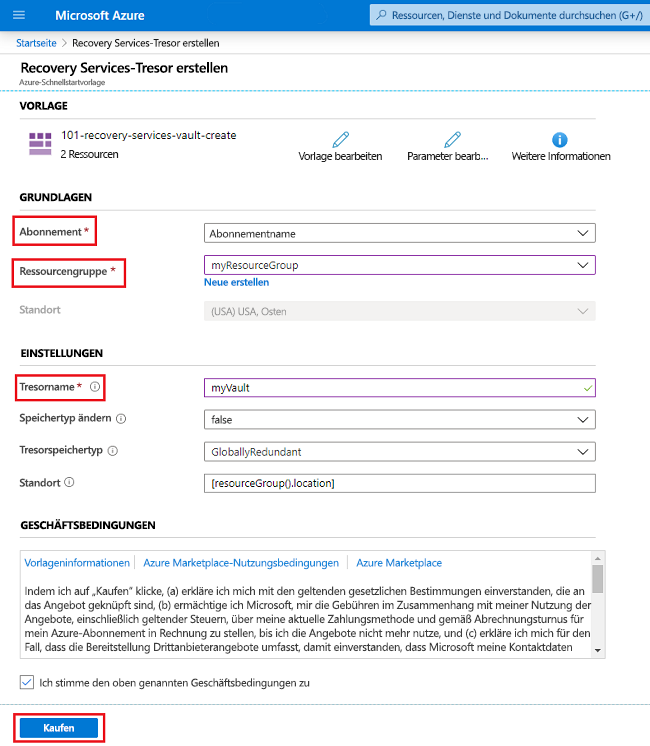 Microsoft Azure
Ressourcen, Dienste und Dokumente durchsuchen (G+/)
Startseite > Recovery Services-Tresor erstellen
Recovery Services-Tresor erstellen
Azure-Schnellstartvorlage
VORLAGE
101-recovery-services-vault-create
2 Ressourcen
Vorlage bearbeiten
Parameter bearb...
Weitere Informationen
GRUNDLAGEN
Abonnement *
Abonnementname
Ressourcengruppe *
myResourceGroup
Neue erstellen
Standort
(USA) USA, Osten
EINSTELLUNGEN
Tresorname *
myVault
Speichertyp ändern
false
Tresorspeichertyp
GloballyRedundant
Standort
[resourceGroup().location]
GESCHÄFTSBEDINGUNGEN
Vorlageninformationen | Azure Marketplace-Nutzungsbedingungen | Azure Marketplace
Indem ich auf „Kaufen" klicke, (a) erkläre ich mich mit den geltenden gesetzlichen Bestimmungen einverstanden, die an
das Angebot geknüpft sind, (b) ermächtige ich Microsoft, mir die Gebühren im Zusammenhang mit meiner Nutzung der
Angebote, einschließlich geltender Steuern, über meine aktuelle Zahlungsmethode und gemäß Abrechnungsturnus für
mein Azure-Abonnement in Rechnung zu stellen, bis ich die Angebote nicht mehr nutze, und (c) erkläre ich mich für den
Fall, dass die Bereitstellung Drittanbieterangebote umfasst, damit einverstanden, dass Microsoft meine Kontaktdaten
Ich stimme den oben genannten Geschäftsbedingungen zu
Kaufen